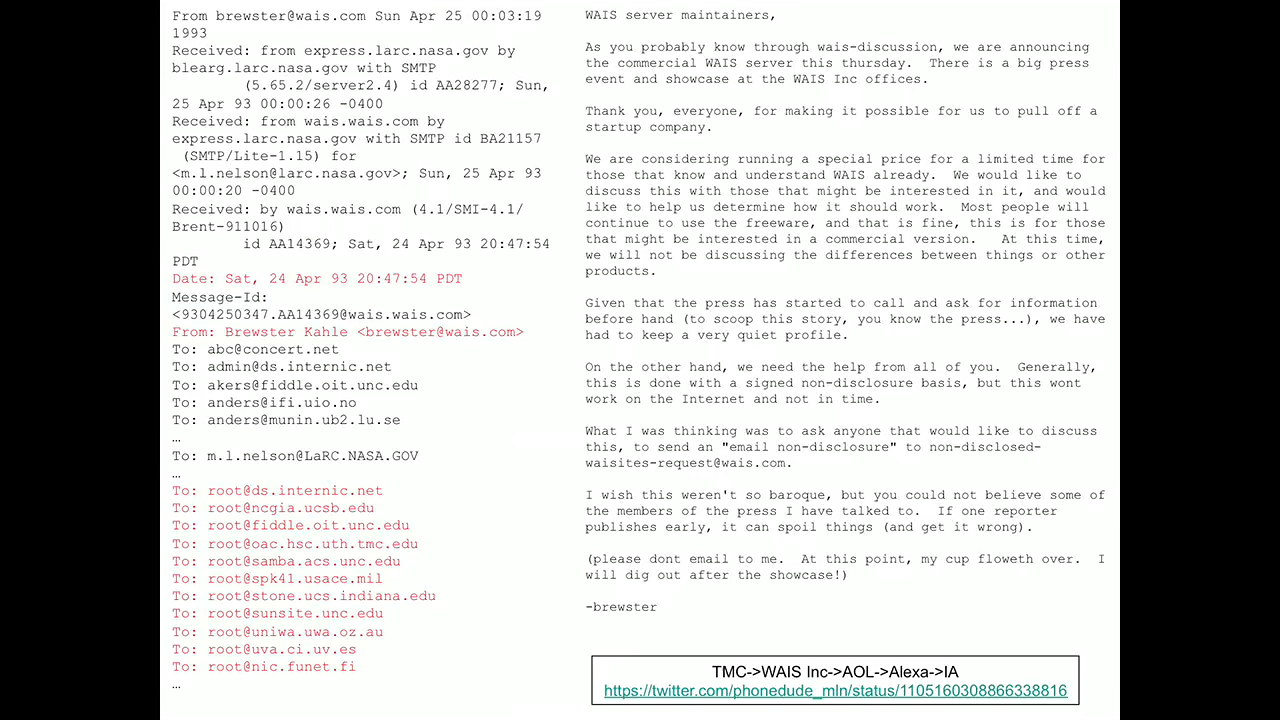 From brewster@wais.com Sun Apr 25 00:03:19
1993
Received: from express.larc.nasa.gov by
blearg.larc.nasa.gov with SMTP
(5.65.2/server2.4) id AA28277; Sun,
25 Apr 93 00:00:26 -0400
Received: from wais.wais.com by
express.larc.nasa.gov with SMTP id BA21157
(SMTP/Lite-1.15) for
<m.l.nelson@larc.nasa.gov>; Sun, 25 Apr 93
00:00:20 -0400
Received: by wais.wais.com (4.1/SMI-4.1/
Brent-911016)
id AA14369; Sat, 24 Apr 93 20:47:54
PDT
Date: Sat, 24 Apr 93 20:47:54 PDT
Message-Id:
<9304250347.AA14369@wais.wais.com>
From: Brewster Kahle <brewster@wais.com>
To: abc@concert.net
To: admin@ds.internic.net
To: akers@fiddle.oit.unc.edu
To: anders@ifi.uio.no
To: anders@munin.ub2.lu.se
…
To: m.l.nelson@LaRC.NASA.GOV
…
To: root@ds.internic.net
To: root@ncgia.ucsb.edu
To: root@fiddle.oit.unc.edu
To: root@oac.hsc.uth.tmc.edu
To: root@samba.acs.unc.edu
To: root@spk41.usace.mil
To: root@stone.ucs.indiana.edu
To: root@sunsite.unc.edu
To: root@uniwa.uwa.oz.au
To: root@uva.ci.uv.es
To: root@nic.funet.fi
…
WAIS server maintainers,
As you probably know through wais-discussion, we are announcing
the commercial WAIS server this thursday.  There is a big press
event and showcase at the WAIS Inc offices.
Thank you, everyone, for making it possible for us to pull off a
startup company.
We are considering running a special price for a limited time for
those that know and understand WAIS already.  We would like to
discuss this with those that might be interested in it, and would
like to help us determine how it should work.  Most people will
continue to use the freeware, and that is fine, this is for those
that might be interested in a commercial version.   At this time,
we will not be discussing the differences between things or other
products.
Given that the press has started to call and ask for information
before hand (to scoop this story, you know the press...), we have
had to keep a very quiet profile.
On the other hand, we need the help from all of you.  Generally,
this is done with a signed non-disclosure basis, but this wont
work on the Internet and not in time.
What I was thinking was to ask anyone that would like to discuss
this, to send an "email non-disclosure" to non-disclosed-
waisites-request@wais.com.
I wish this weren't so baroque, but you could not believe some of
the members of the press I have talked to.  If one reporter
publishes early, it can spoil things (and get it wrong).
(please dont email to me.  At this point, my cup floweth over.  I
will dig out after the showcase!)
-brewster
TMC->WAIS Inc->AOL->Alexa->IA
https://twitter.com/phonedude_mln/status/1105160308866338816